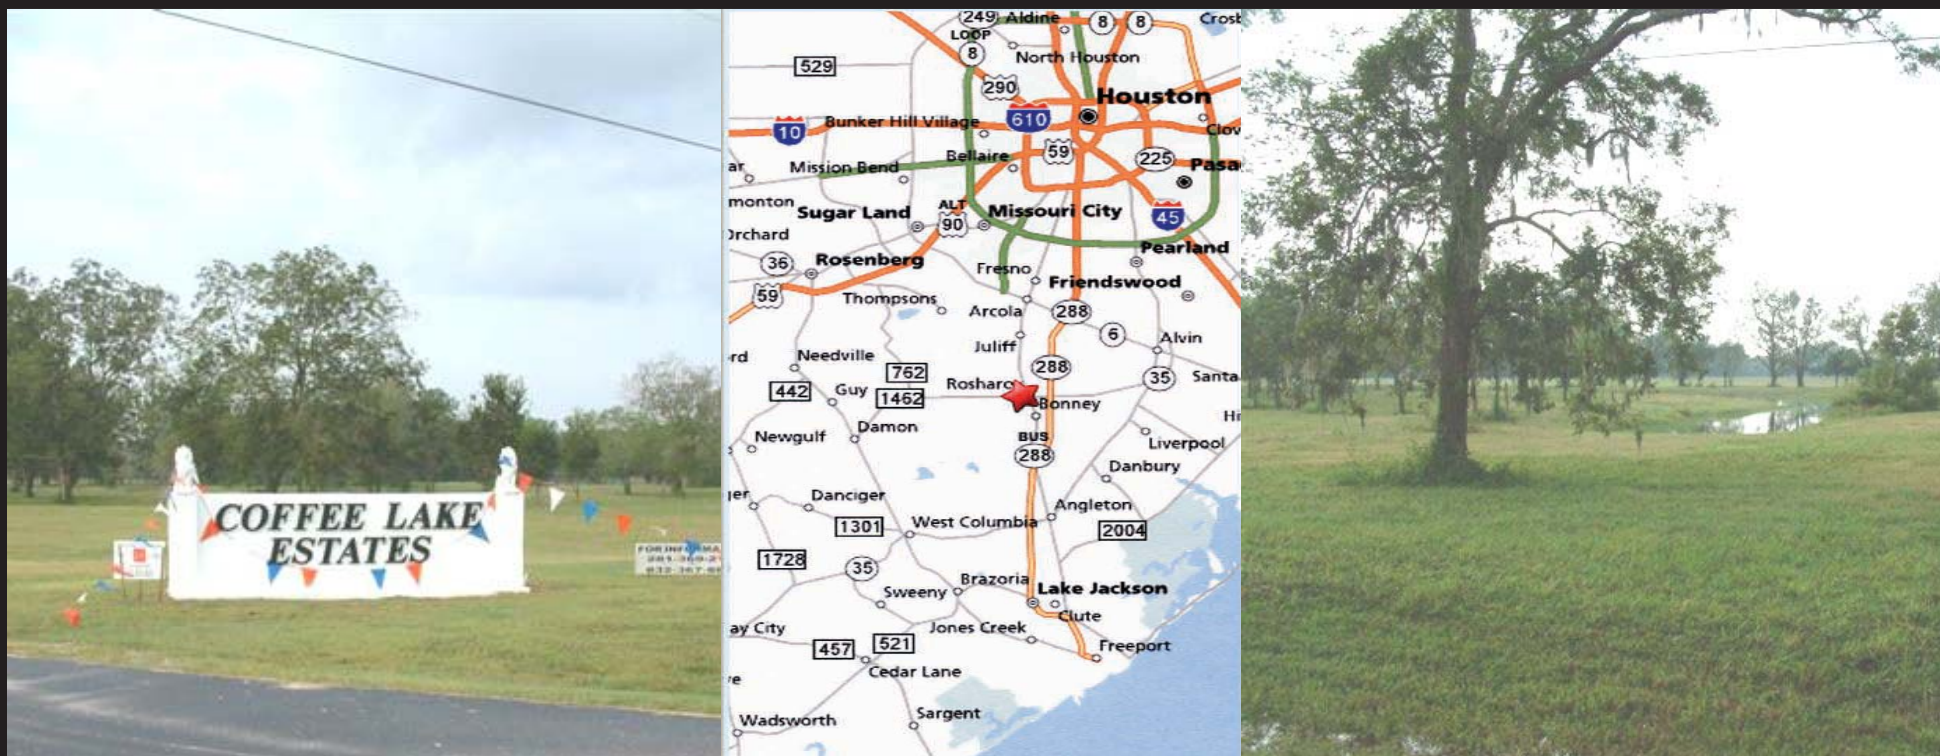 COFFEE LAKE
ESTATES
249
Aldine
8
8
Crosb
LOOP
8
North Houston
529
290
Houston
10
Bunker Hill Village
610
Clov
59
225
Bellaire
Pasa
ar
Mission Bend
monton
Sugar Land
ALT
90
Missouri City
45
Orchard
Pearland
36
Rosenberg
Fresno
Friendswood
59
Thompsons
Arcola
288
6
Alvin
Juliff
rd
Needville
288
762
35
Santa
Rosharo
442
Guy
1462
Bonney
Hi
Damon
Newgulf
BUS
288
Liverpool
Danbury
ger
Danciger
Angleton
1301
West Columbia
2004
1728
35
Brazoria
Lake Jackson
Sweeny
Clute
ay City
Jones Creek
521
457
Freeport
Cedar Lane
ve
Sargent
Wadsworth